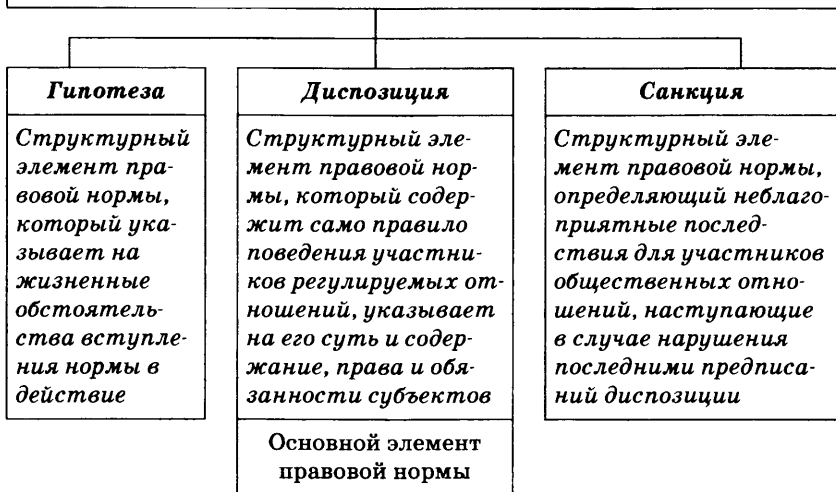 Гипотеза
Структурный
элемент пра-
вовой нормы,
который ука-
зывает на
жизненные
обстоятель-
ства вступле-
ния нормы в
действие
Диспозиция
Структурный эле-
мент правовой нор-
мы, который содер-
жит само правило
поведения участни-
ков регулируемых от-
ношений, указывает
на его суть и содер-
жание, права и обя-
занности субъектов
Основной элемент
правовой нормы
Санкция
Структурный эле-
мент правовой нормы,
определяющий неблаго-
приятные послед-
ствия для участников
общественных отно-
шений, наступающие
в случае нарушения
последними предписа-
ний диспозиции